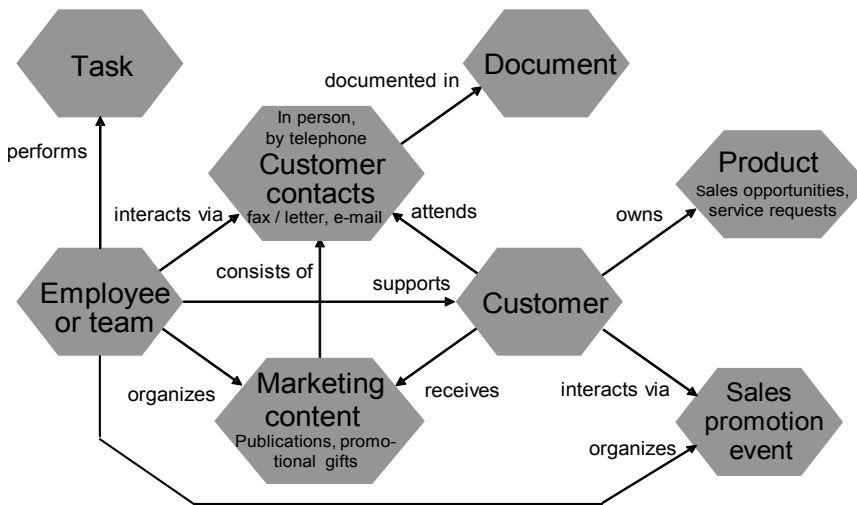 Task
Document
documented in
In person,
by telephone
Customer
contacts
fax / letter, e-mail
Product
Sales opportunities,
service requests
performs
interacts via
attends
owns
consists of
supports
Employee
or team
Customer
organizes
Marketing
content
Publications, promo-
tional gifts
receives
interacts via
Sales
promotion
event
organizes